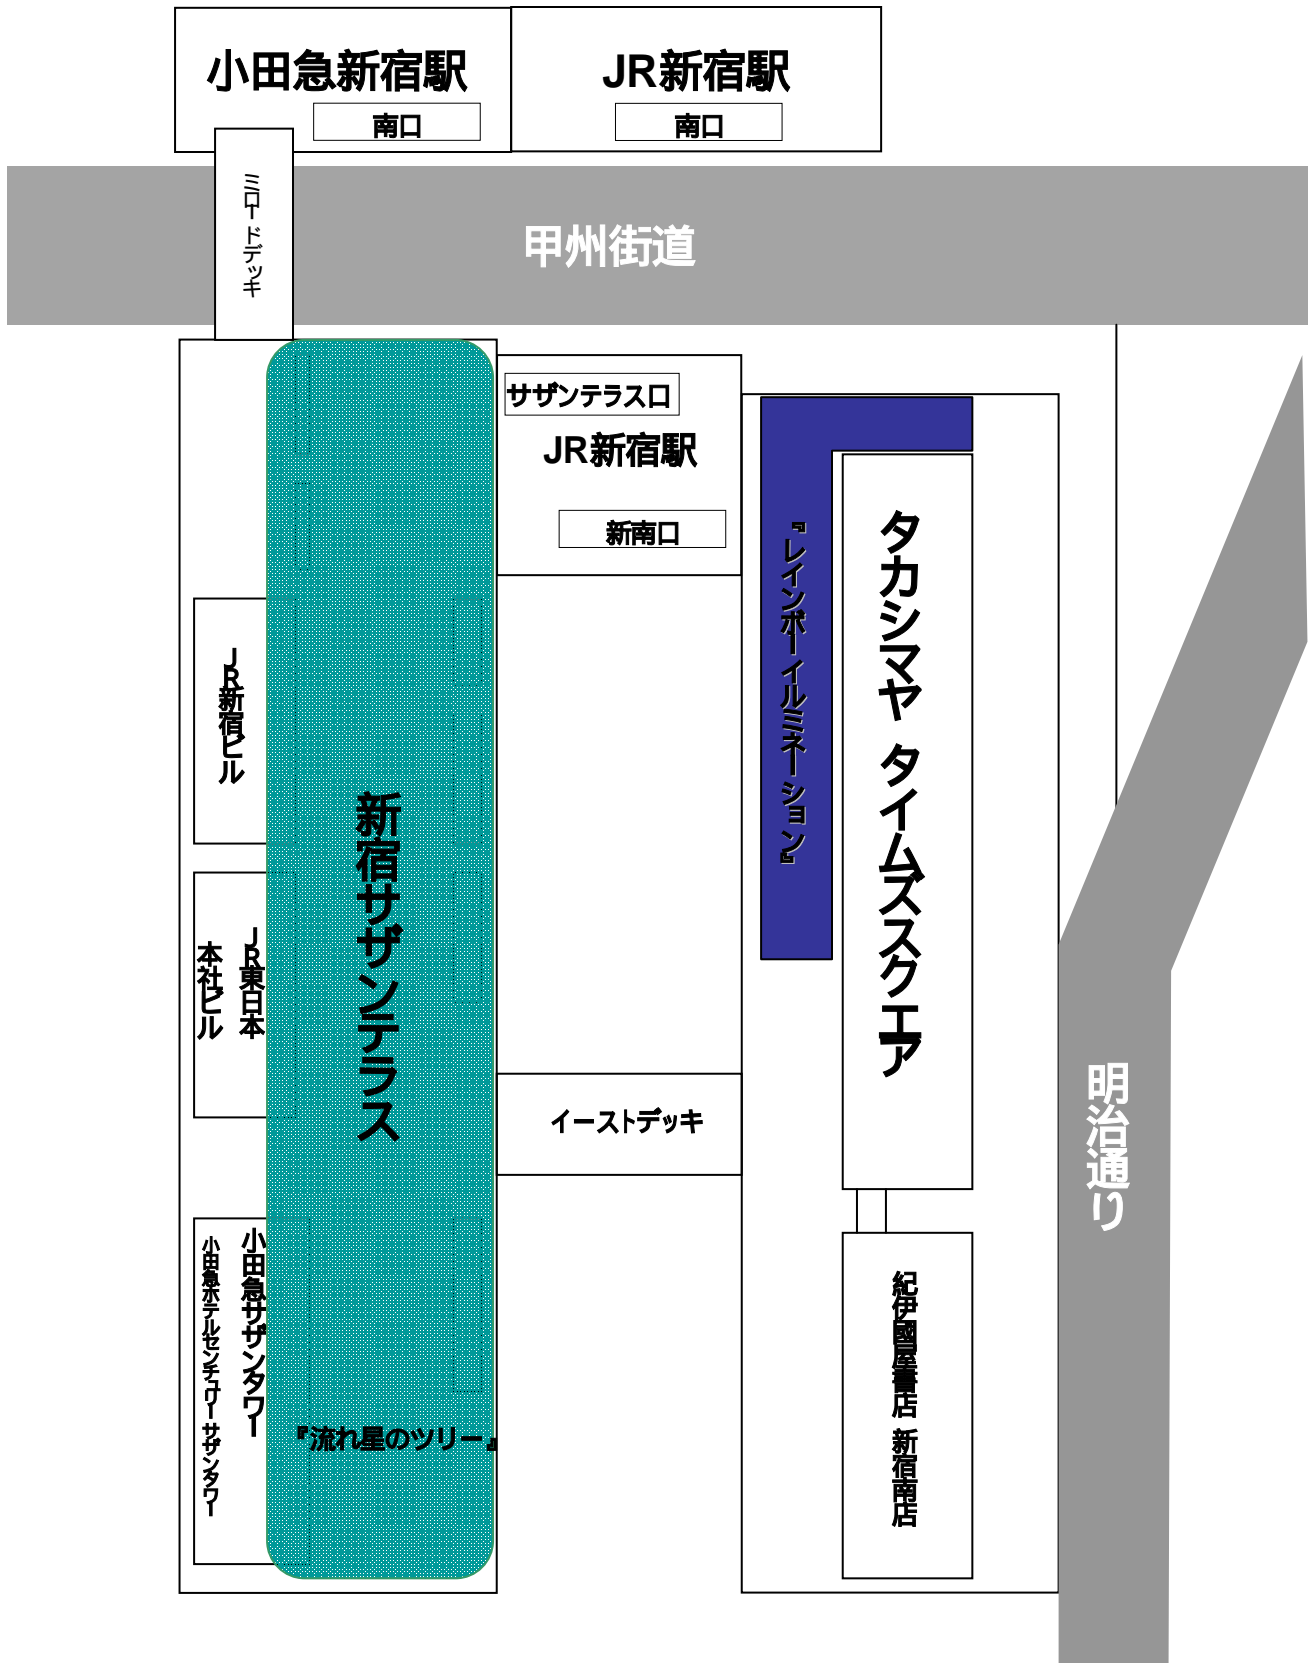 小田急新宿駅
南口
JR新宿駅
南口
ミロードデッキ
甲州街道
サザンテラス口
JR新宿駅
新南口
『レインボーイルミネーション』
タカシマヤ タイムズスクエア
JR新宿ビル
新宿サザンテラス
JR東日本
本社ビル
イーストデッキ
明治通り
小田急サザンタワー
小田急ホテルセンチュリーサザンタワー
『流れ星のツリー』
紀伊國屋書店 新宿南店